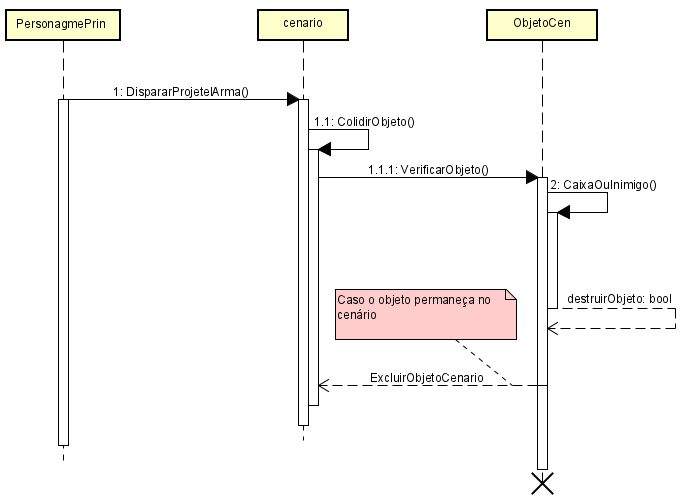 PersonagmePrin
cenario
ObjetoCen
1: DispararProjetelArma()
1.1: ColidirObjeto()
1.1.1: VerificarObjeto()
2: CaixaOuInimigo()
destruirObjeto: bool
Caso o objeto permaneça no
cenário
ExcluirObjetoCenario